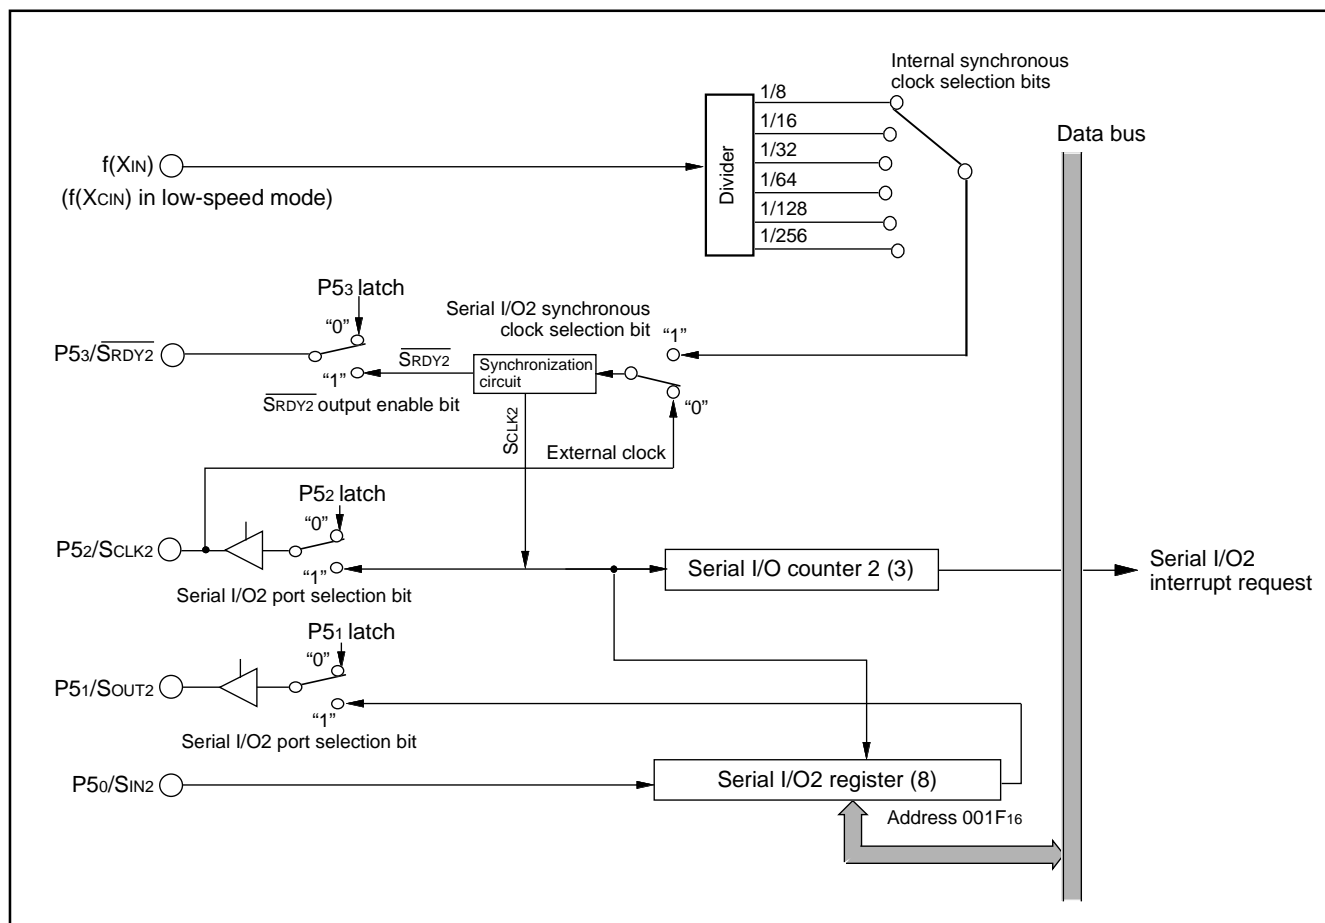 Internal synchronous
clock selection bits
1/8
1/16
1/32
1/64
1/128
1/256
Divider
Data bus
f(XIN)
(f(XCIN) in low-speed mode)
P53 latch
“0”
P53/SRDY2
“1”
SRDY2 output enable bit
SRDY2
Serial I/O2 synchronous
clock selection bit
“1”
Synchronization
circuit
“0”
SCLK2
External clock
P52 latch
“0”
P52/SCLK2
“1”
Serial I/O2 port selection bit
Serial I/O counter 2 (3)
Serial I/O2
interrupt request
P51 latch
“0”
P51/SOUT2
“1”
Serial I/O2 port selection bit
P50/SIN2
Serial I/O2 register (8)
Address 001F16